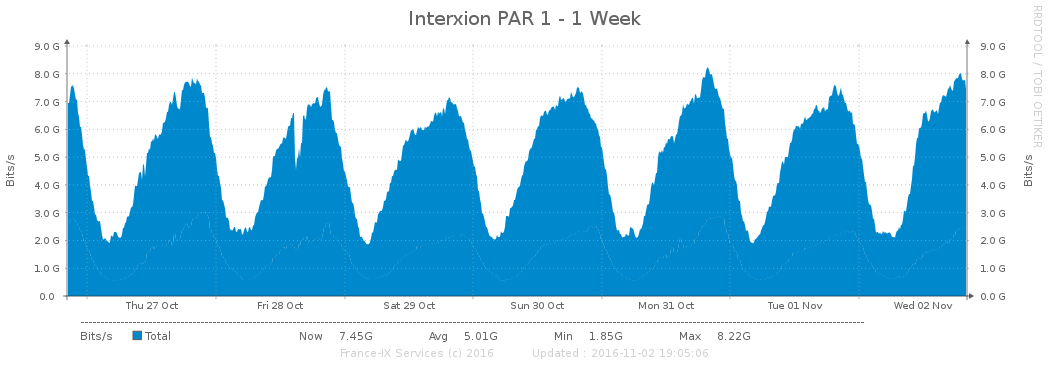 Interxion PAR 1 - 1 Week
RRDTOOL / TOBI OETIKER
Bits/s
Bits/s
9.0 G 9.0 G
8.0 G 8.0 G
7.0 G 7.0 G
6.0 G 6.0 G
5.0 G 5.0 G
4.0 G 4.0 G
3.0 G 3.0 G
2.0 G 2.0 G
1.0 G 1.0 G
0.0 0.0 G
Thu 27 Oct Fri 28 Oct Sat 29 Oct Sun 30 Oct Mon 31 Oct Tue 01 Nov Wed 02 Nov
Bits/s Total Now 7.45G Avg 5.01G Min 1.85G Max 8.22G
France-IX Services (c) 2016 Updated : 2016-11-02 19:05:06